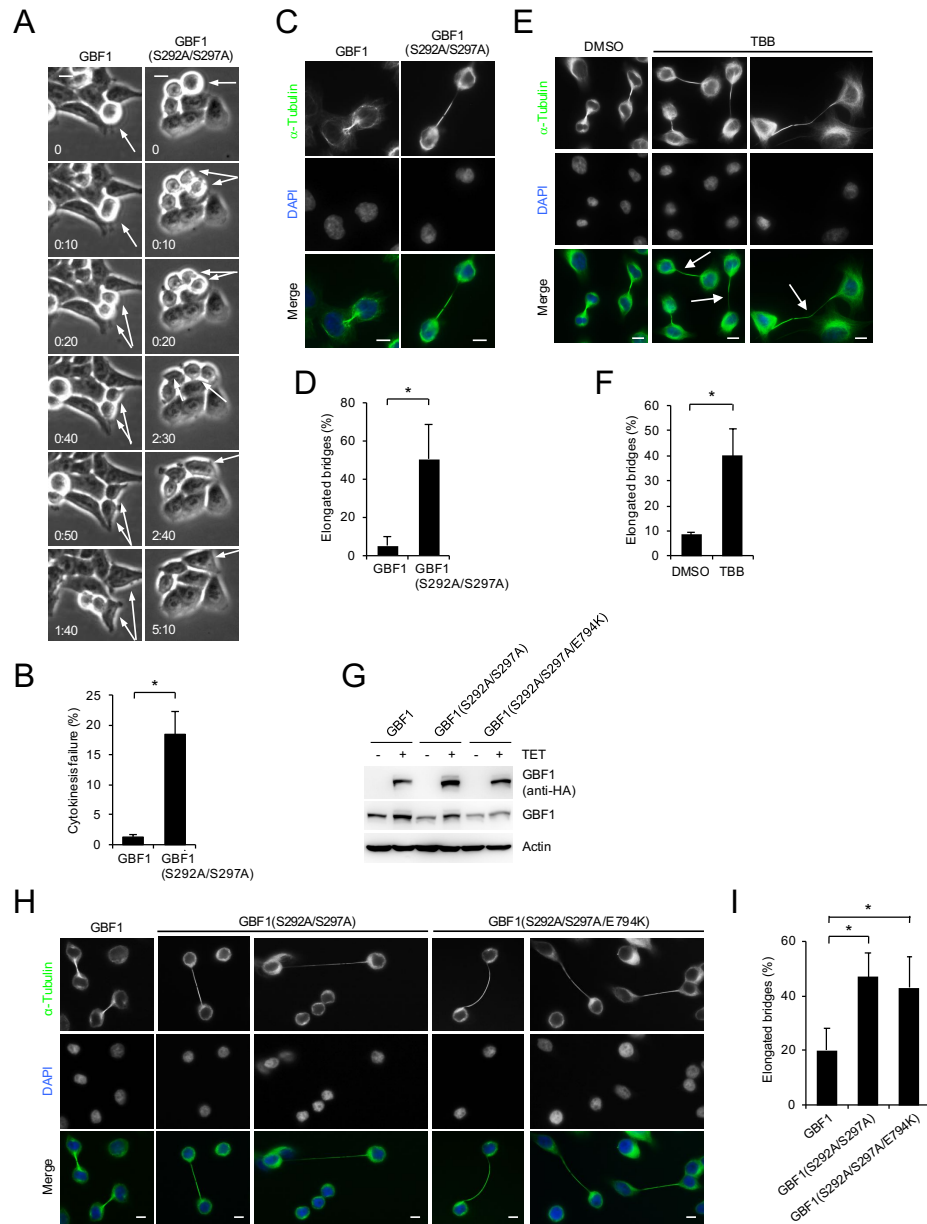 A
GBF1
GBF1
(S292A/S297A)
0
0
0:10
0:10
0:20
0:20
0:40
2:30
0:50
2:40
1:40
5:10
B
*
Cytokinesis failure (%)
25
20
15
10
5
0
GBF1
GBF1
(S292A/S297A)
C
GBF1
GBF1
(S292A/S297A)
α-Tubulin
DAPI
Merge
D
*
Elongated bridges (%)
80
60
40
20
0
GBF1
GBF1
(S292A/S297A)
E
DMSO
TBB
α-Tubulin
DAPI
Merge
F
*
Elongated bridges (%)
60
50
40
30
20
10
0
DMSO
TBB
G
GBF1
GBF1(S292A/S297A)
GBF1(S292A/S297A/E794K)
- + - + - + TET
GBF1
(anti-HA)
GBF1
Actin
H
GBF1
GBF1(S292A/S297A)
GBF1(S292A/S297A/E794K)
α-Tubulin
DAPI
Merge
I
*
*
Elongated bridges (%)
60
40
20
0
GBF1
GBF1(S292A/S297A)
GBF1(S292A/S297A/E794K)